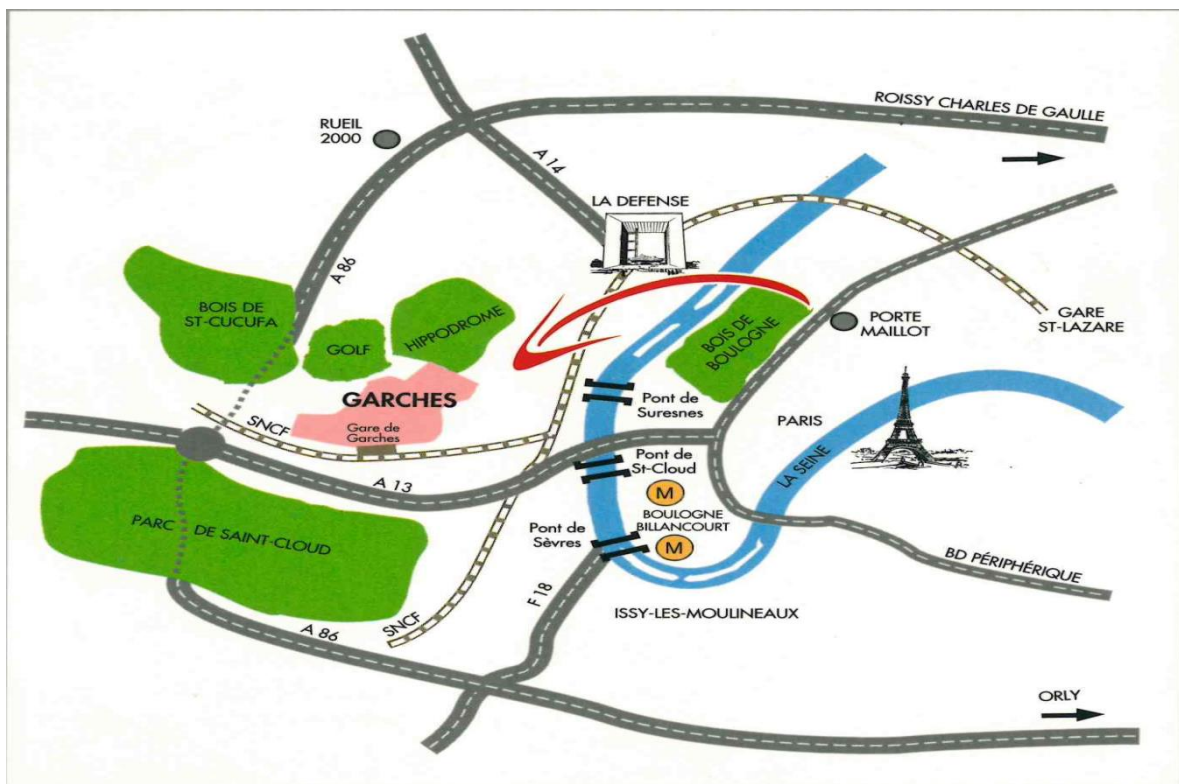 ROISSY CHARLES DE GAULLE
RUEIL
2000
A 14
LA DEFENSE
A 86
BOIS DE
ST-CUCUFA
GOLF
HIPPODROME
BOIS DE
BOULOGNE
PORTE
MAILLOT
GARE
ST-LAZARE
GARCHES
Gare de
Garches
SNCF
Pont de
Suresnes
PARIS
LA SEINE
A 13
Pont de
St-Cloud
M
BOULOGNE
BILLANCOURT
M
Pont de
Sèvres
PARC DE SAINT-CLOUD
BD PÉRIPHÉRIQUE
F 18
ISSY-LES-MOULINEAUX
A 86
SNCF
ORLY